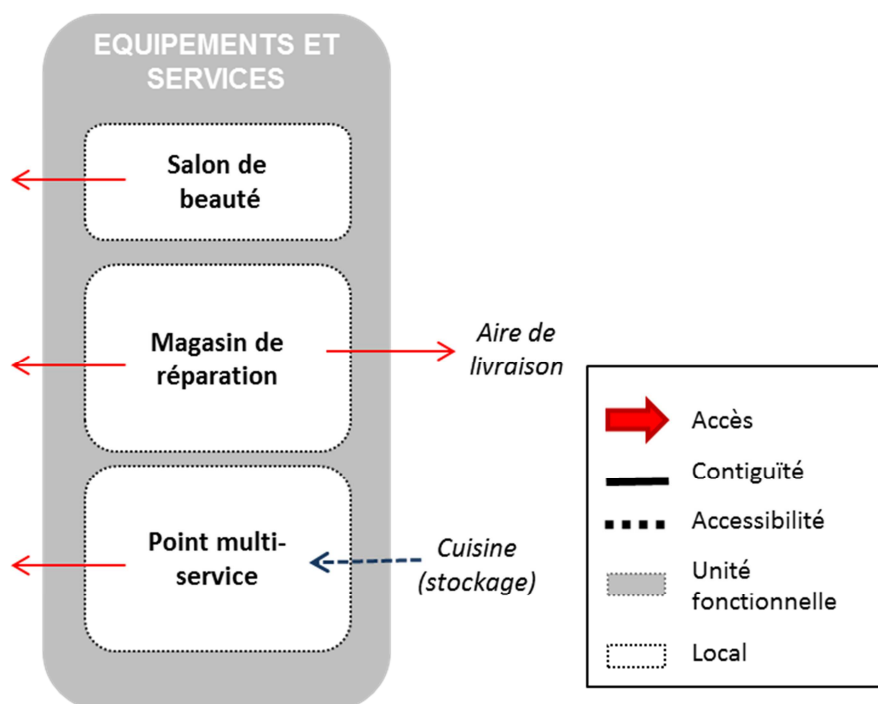 EQUIPEMENTS ET
SERVICES
Salon de
beauté
Magasin de
réparation
Aire de
livraison
Point multi-
service
Cuisine
(stockage)
Accès
Contiguïté
Accessibilité
Unité
fonctionnelle
Local